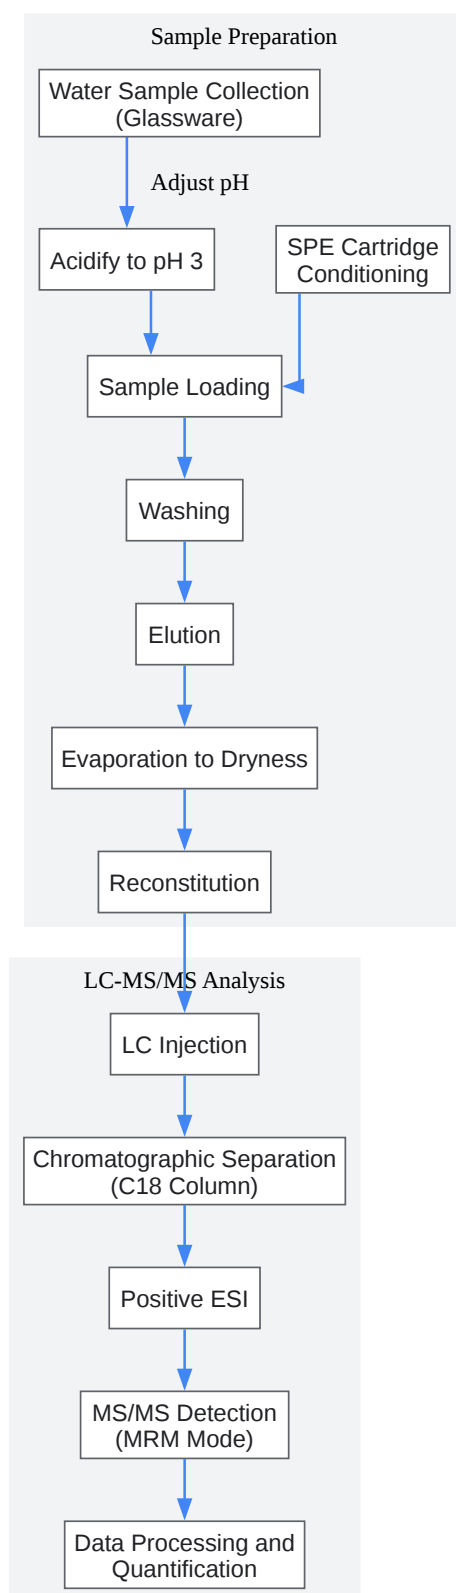 Sample Preparation
Water Sample Collection
(Glassware)
Adjust pH
Acidify to pH 3
SPE Cartridge
Conditioning
Sample Loading
Washing
Elution
Evaporation to Dryness
Reconstitution
LC-MS/MS Analysis
LC Injection
Chromatographic Separation
(C18 Column)
Positive ESI
MS/MS Detection
(MRM Mode)
Data Processing and
Quantification